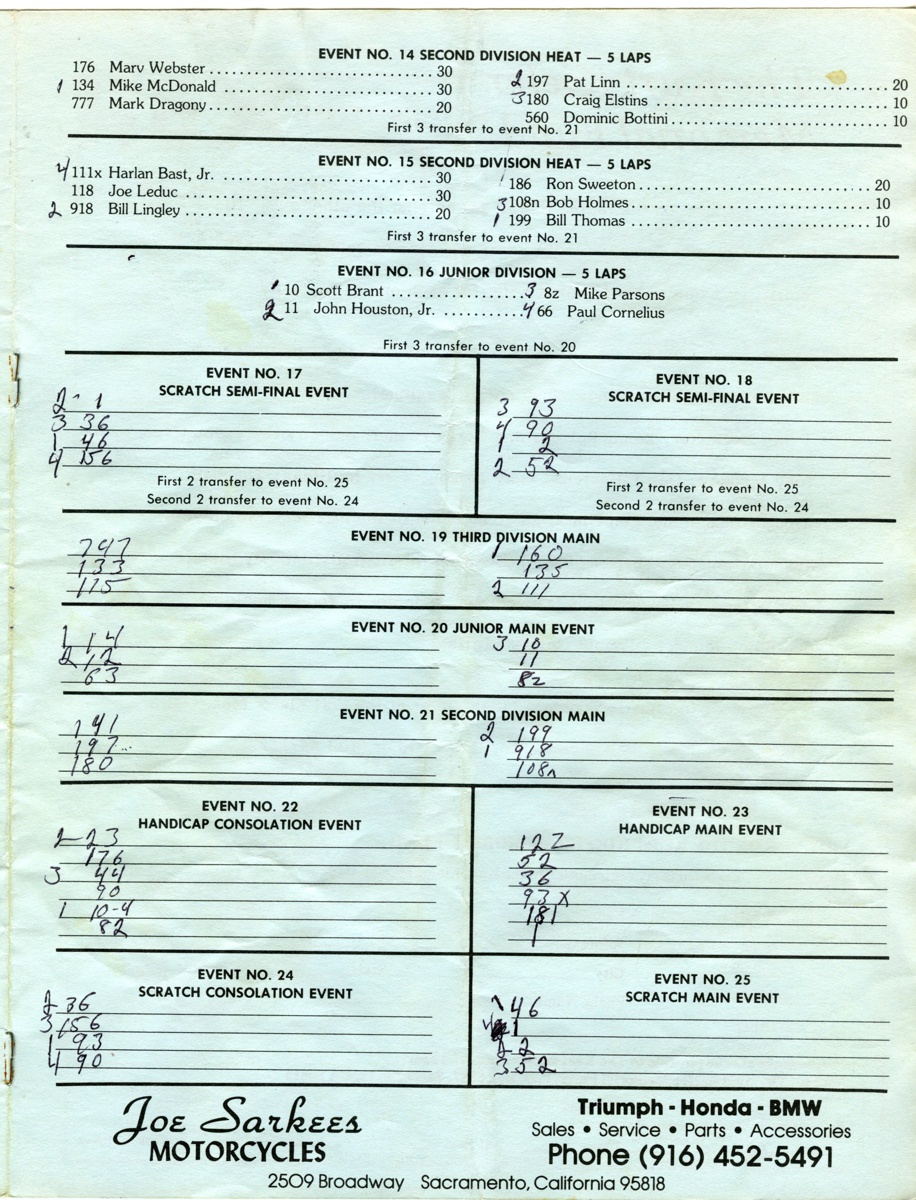 EVENT NO. 14 SECOND DIVISION HEAT — 5 LAPS
176 Marv Webster 30
1 134 Mike McDonald 30
777 Mark Dragony 20
2 197 Pat Linn 20
3 180 Craig Elstins 10
560 Dominic Bottini 10
First 3 transfer to event No. 21
EVENT NO. 15 SECOND DIVISION HEAT — 5 LAPS
4 111x Harlan Bast, Jr. 30
118 Joe Leduc 30
2 918 Bill Lingley 20
186 Ron Sweeton 20
3 108n Bob Holmes 10
1 199 Bill Thomas 10
First 3 transfer to event No. 21
EVENT NO. 16 JUNIOR DIVISION — 5 LAPS
1 10 Scott Brant 3 8z Mike Parsons
2 11 John Houston, Jr. 4 66 Paul Cornelius
First 3 transfer to event No. 20
EVENT NO. 17
SCRATCH SEMI-FINAL EVENT
2 1
3 36
1 46
4 156
First 2 transfer to event No. 25
Second 2 transfer to event No. 24
EVENT NO. 18
SCRATCH SEMI-FINAL EVENT
3 93
4 90
1 2
2 52
First 2 transfer to event No. 25
Second 2 transfer to event No. 24
EVENT NO. 19 THIRD DIVISION MAIN
747
133
115
1 160
135
2 111
EVENT NO. 20 JUNIOR MAIN EVENT
1 14
2 12
63
3 10
11
8z
EVENT NO. 21 SECOND DIVISION MAIN
141
197
180
2 199
1 918
108n
EVENT NO. 22
HANDICAP CONSOLATION EVENT
2 23
176
3 44
90
1 10-4
82
EVENT NO. 23
HANDICAP MAIN EVENT
12Z
52
36
93x
181
1
EVENT NO. 24
SCRATCH CONSOLATION EVENT
2 36
3 156
1 93
4 90
EVENT NO. 25
SCRATCH MAIN EVENT
1 46
4 1
2 2
3 52
Joe Sarkees
MOTORCYCLES
Triumph - Honda - BMW
Sales • Service • Parts • Accessories
Phone (916) 452-5491
2509 Broadway Sacramento, California 95818